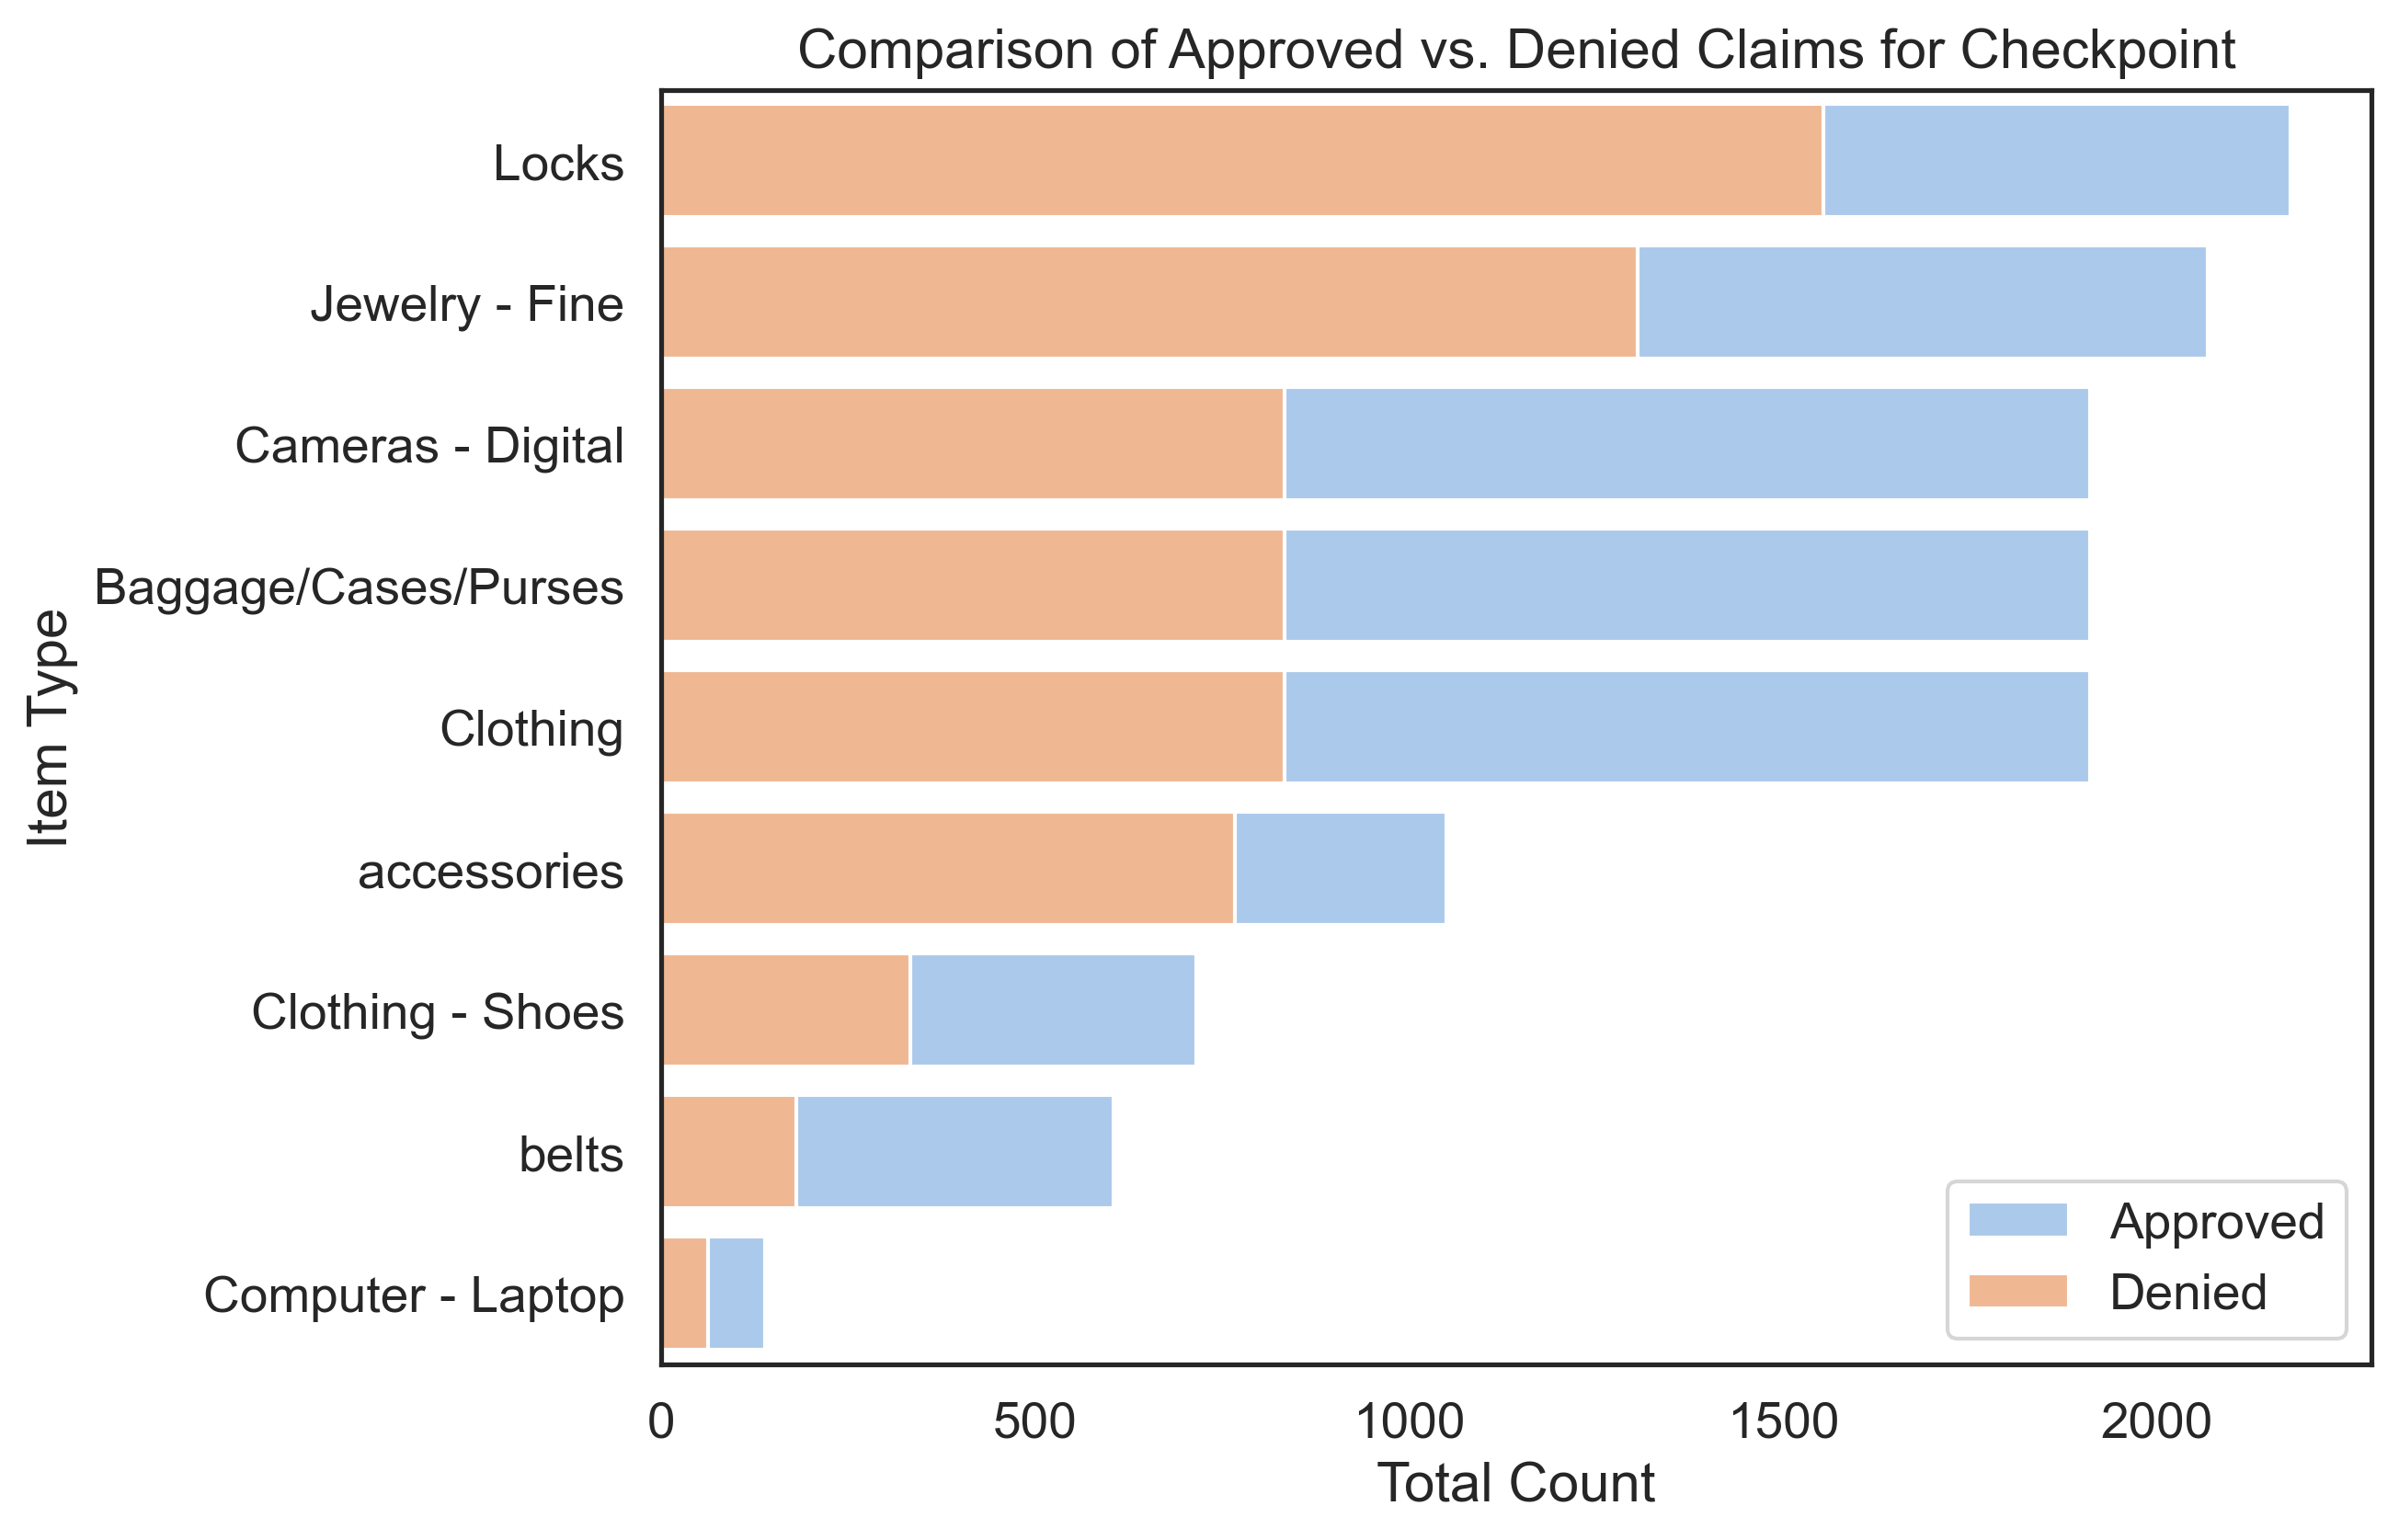 Comparison of Approved vs. Denied Claims for Checkpoint
Locks
Jewelry - Fine
Cameras - Digital
Baggage/Cases/Purses
Clothing
accessories
Clothing - Shoes
belts
Computer - Laptop
Item Type
Approved
Denied
0 500 1000 1500 2000
Total Count